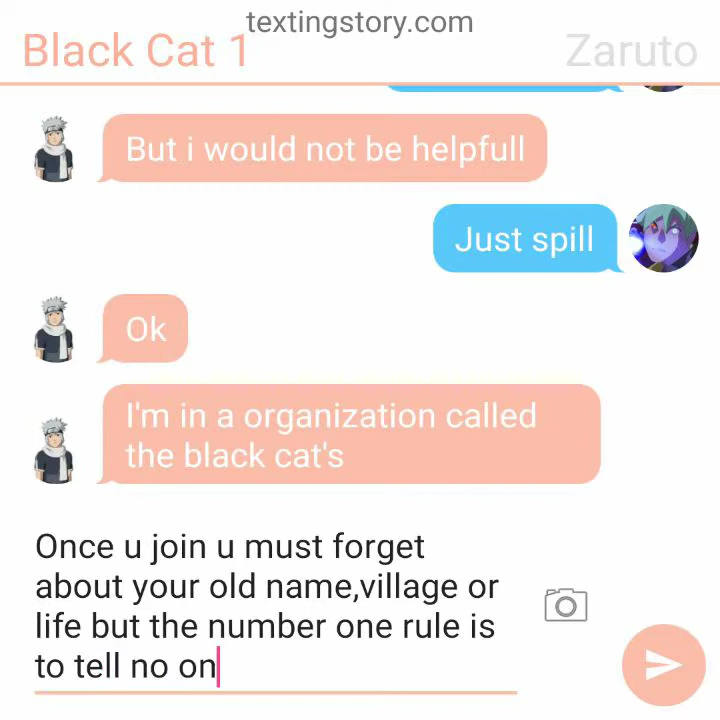 textingstory.com
Black Cat 1
Zaruto
But i would not be helpfull
Just spill
Ok
I'm in a organization called
the black cat's
Once u join u must forget
about your old name,village or
life but the number one rule is
to tell no on